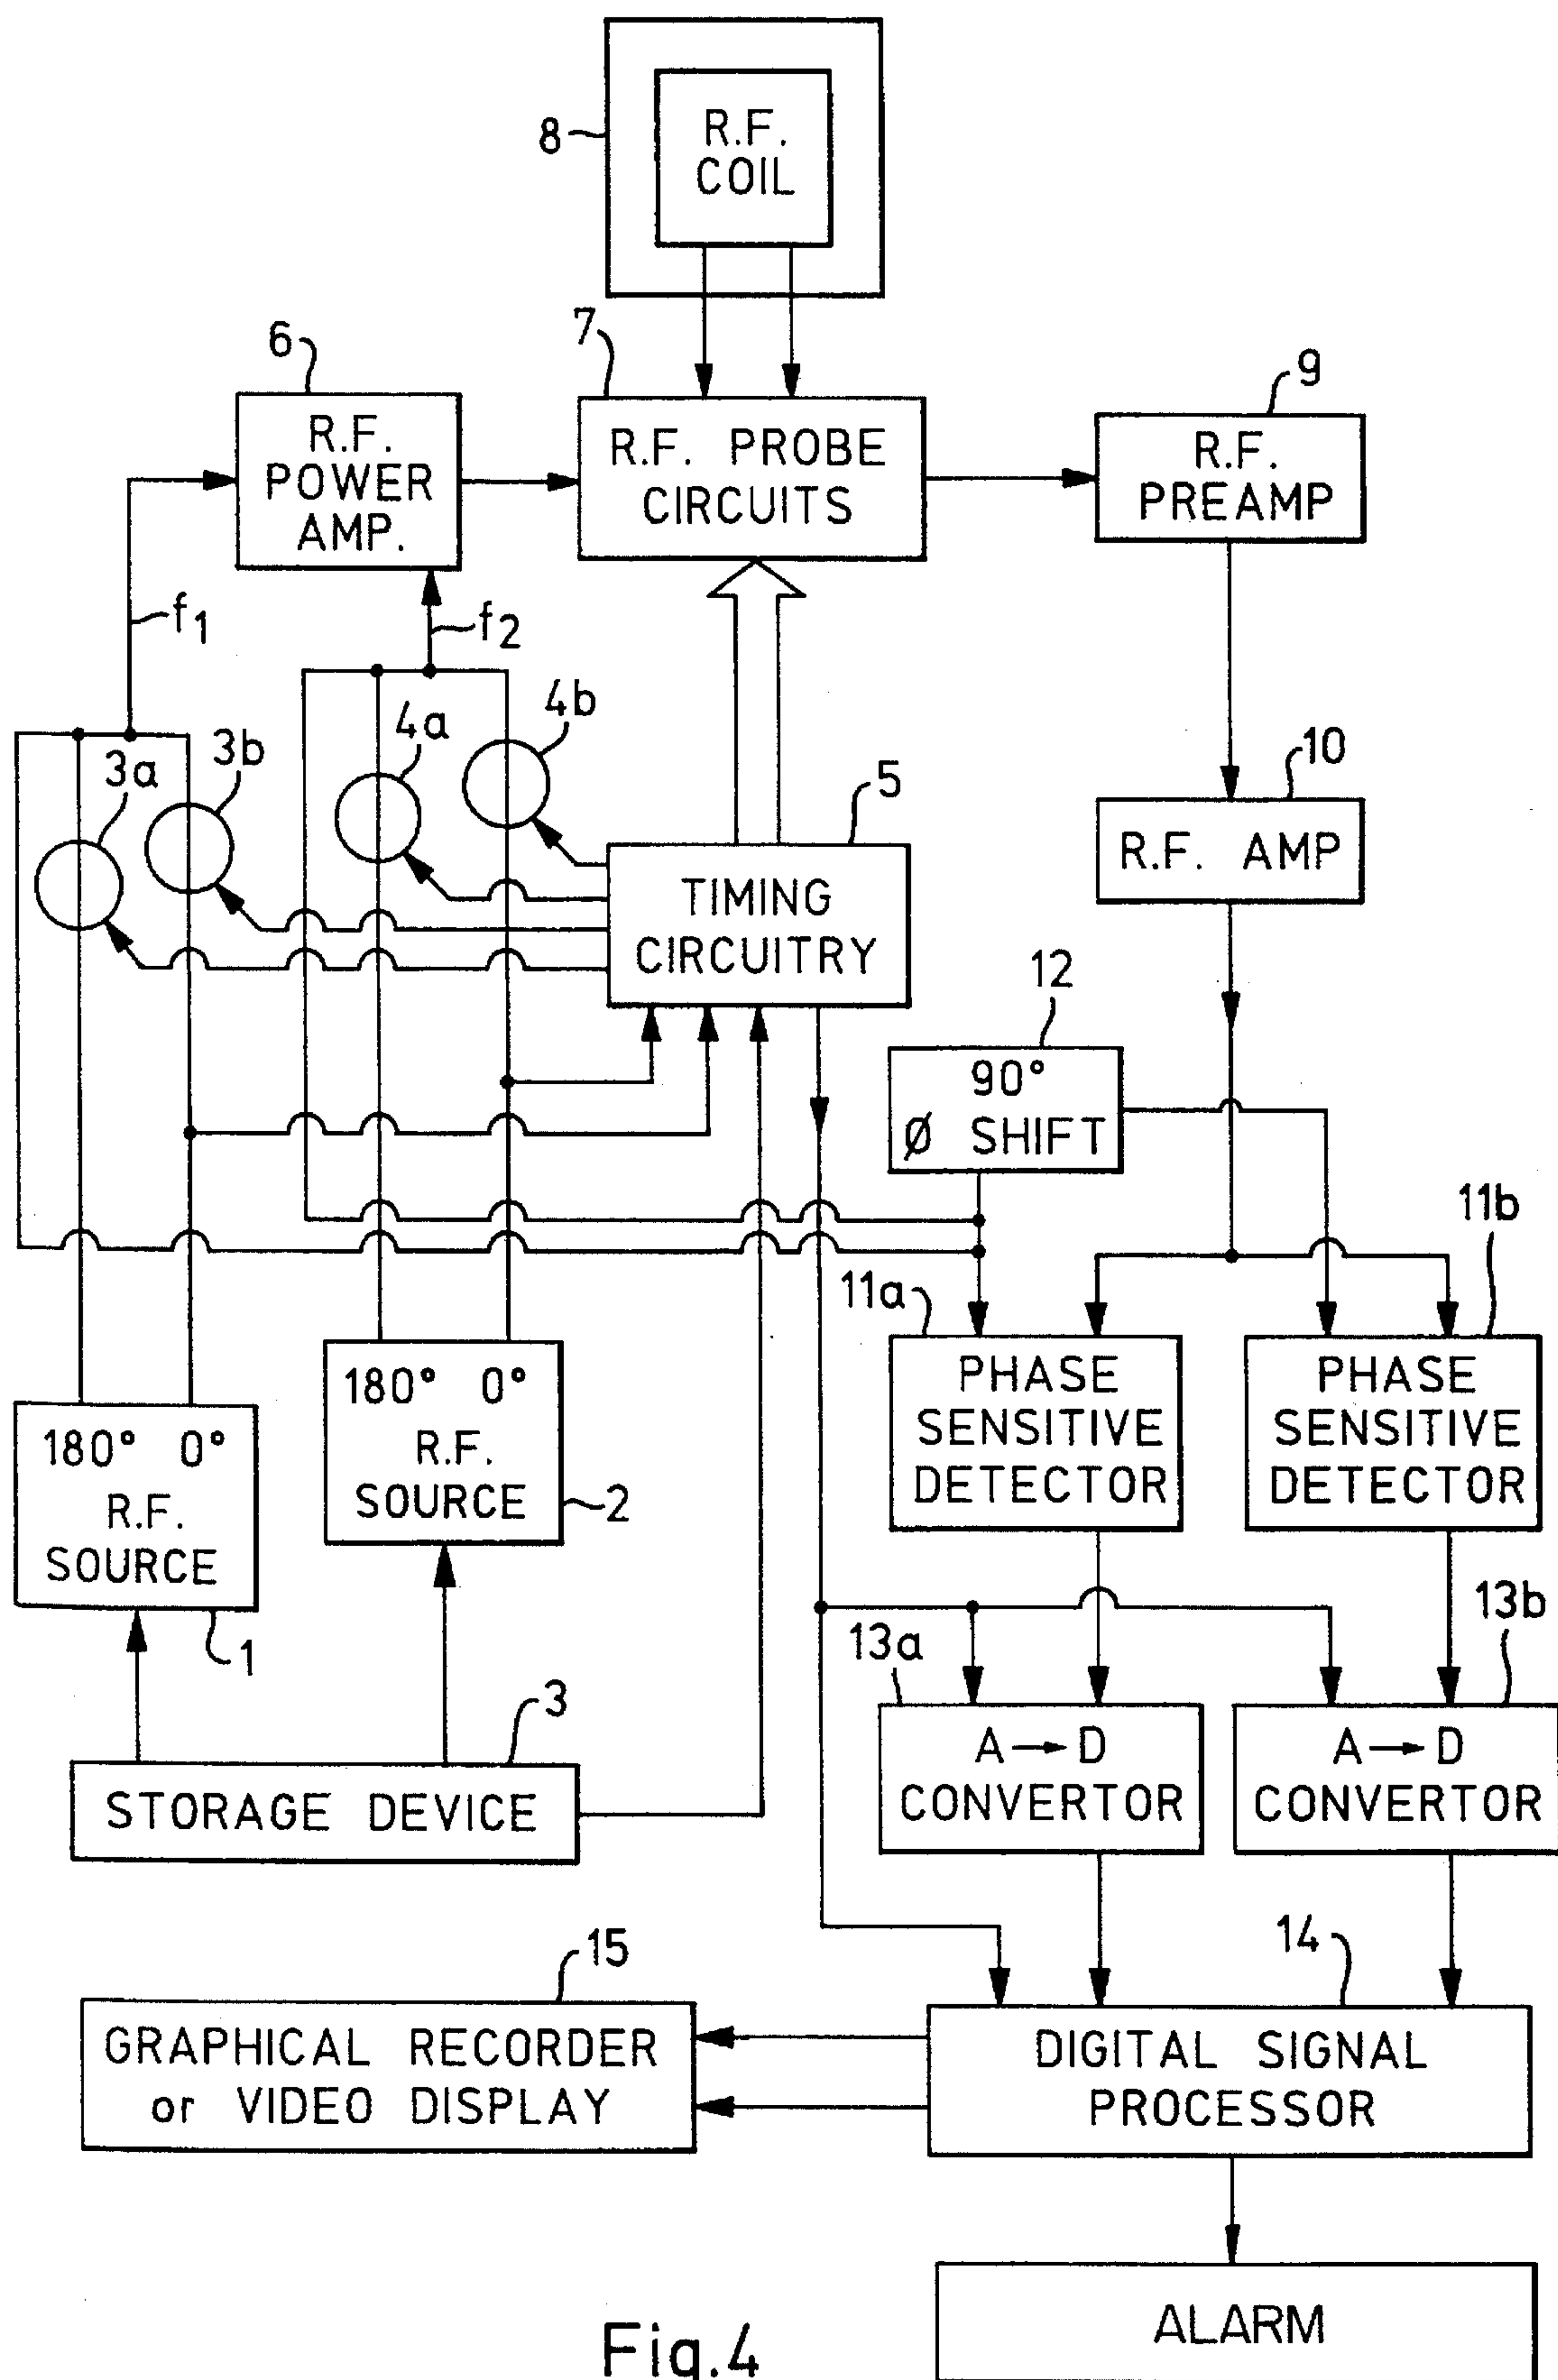 8
R.F.
COIL
6
7
9
R.F.
POWER
AMP.
R.F. PROBE
CIRCUITS
R.F.
PREAMP
f1
f2
3a
3b
4a
4b
5
10
TIMING
CIRCUITRY
R.F. AMP
12
90°
Ø SHIFT
11a
11b
180° 0°
R.F.
SOURCE
2
180° 0°
R.F.
SOURCE
1
PHASE
SENSITIVE
DETECTOR
PHASE
SENSITIVE
DETECTOR
13a
13b
3
STORAGE DEVICE
A→D
CONVERTOR
A→D
CONVERTOR
15
14
GRAPHICAL RECORDER
or VIDEO DISPLAY
DIGITAL SIGNAL
PROCESSOR
ALARM
Fig.4